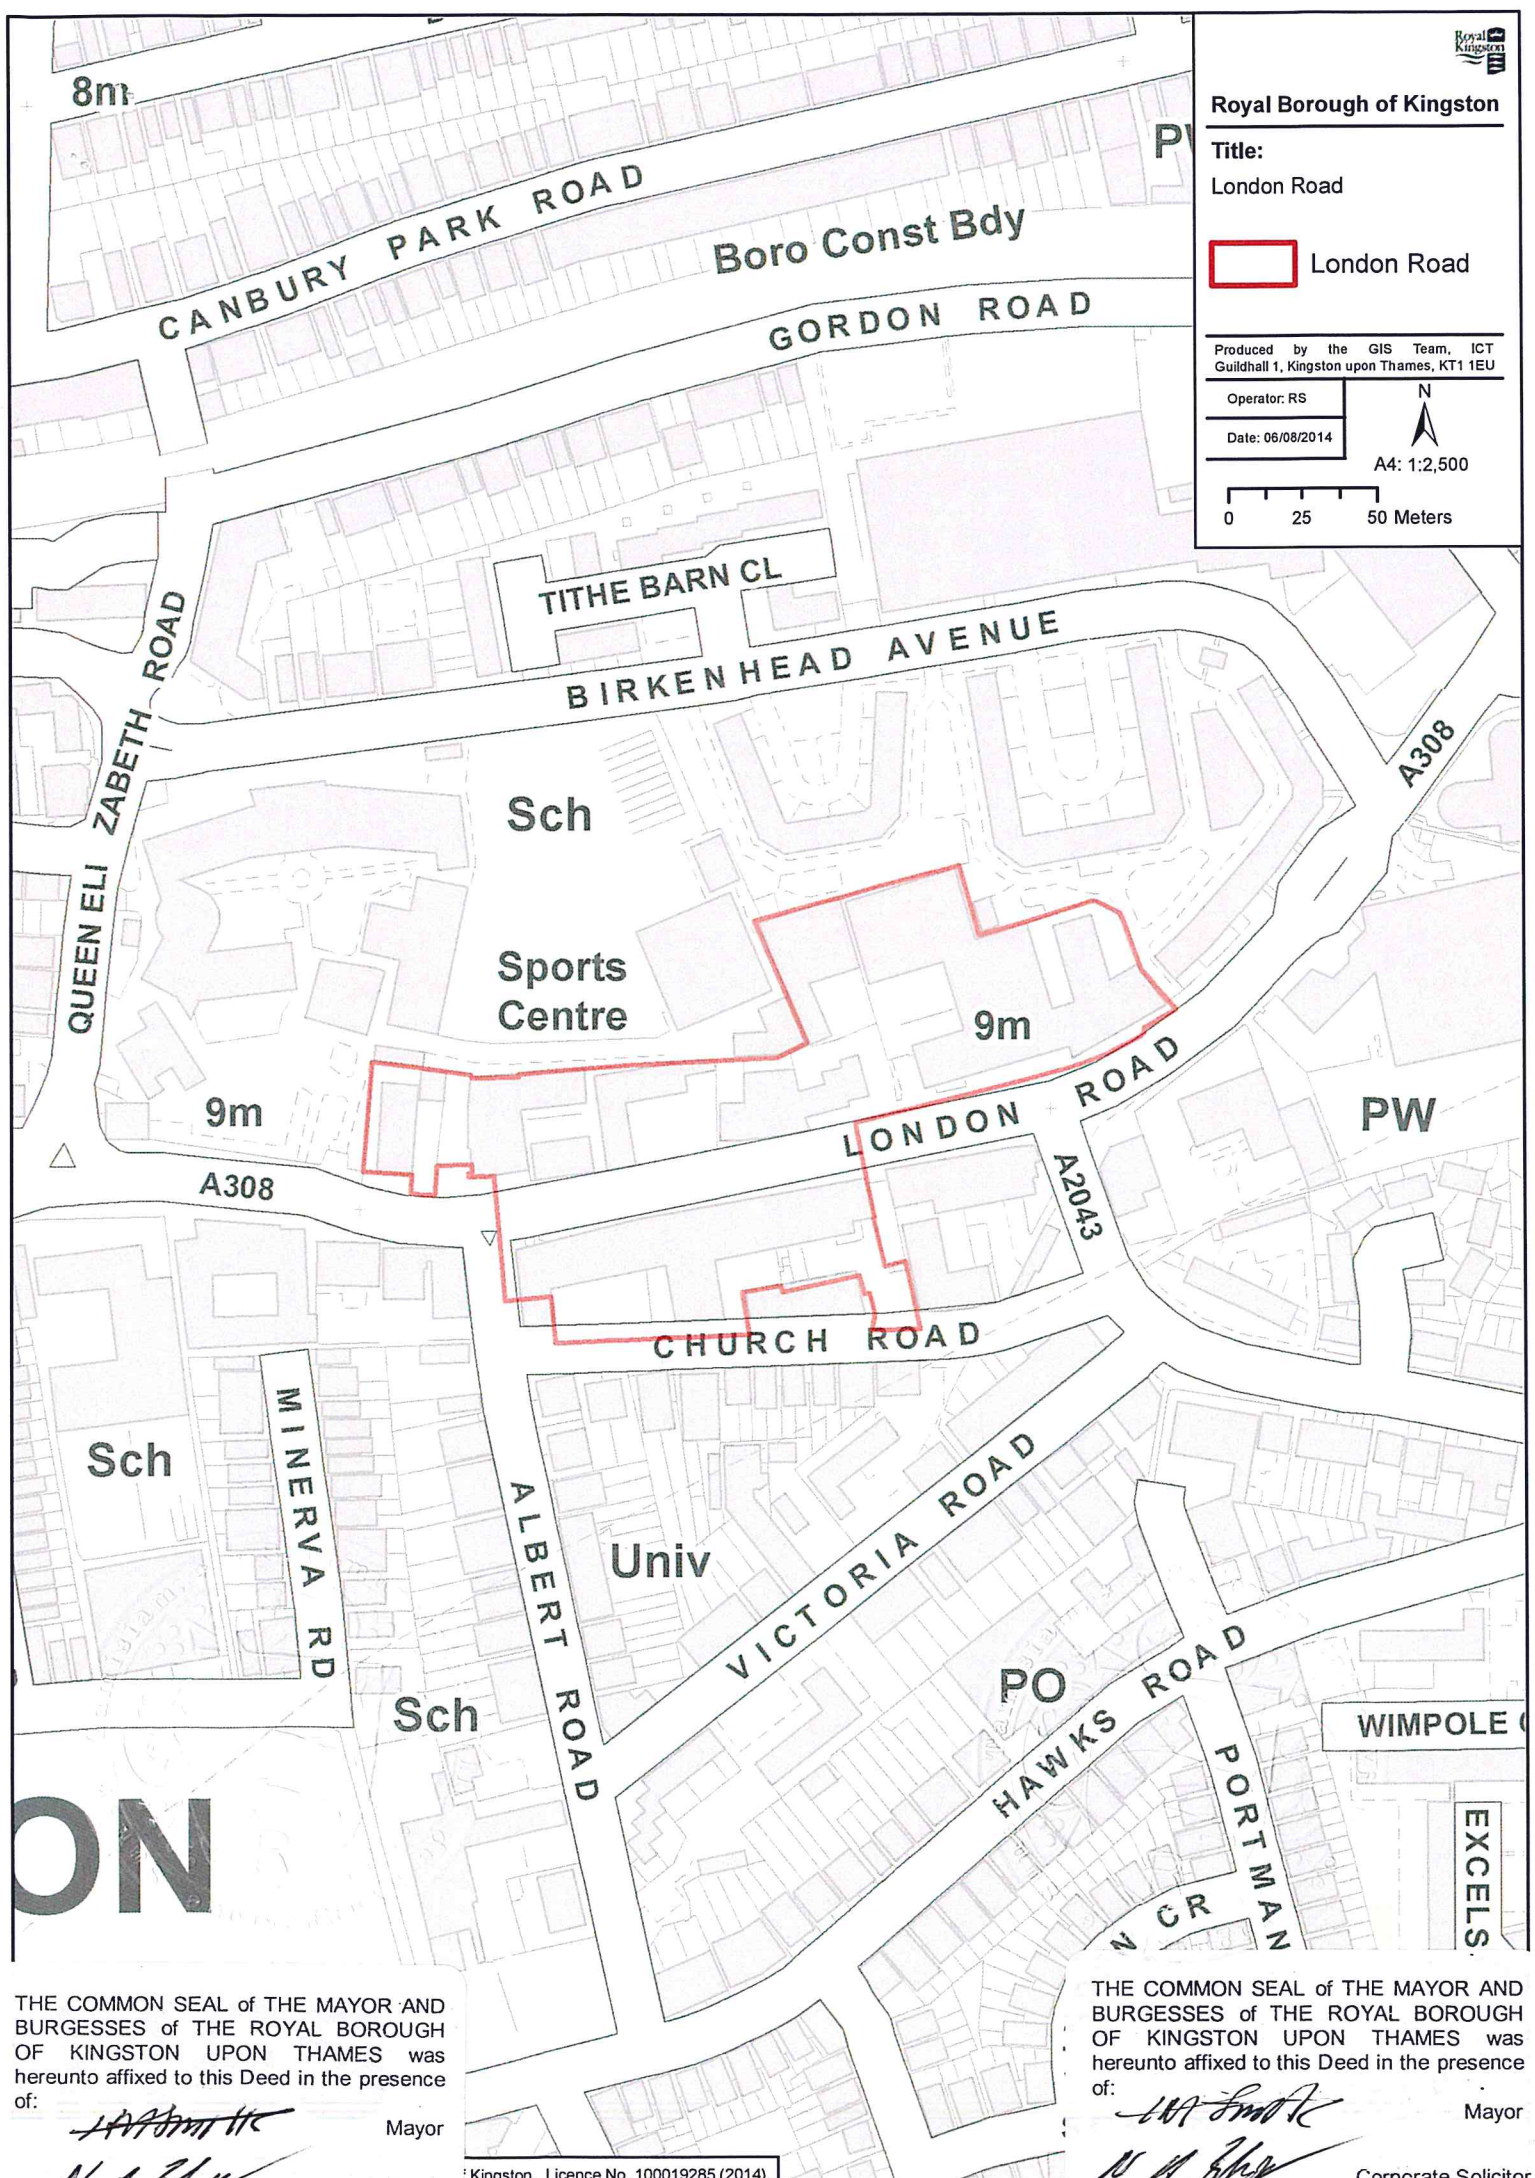 8m
CANBURY PARK ROAD
Boro Const Bdy
GORDON ROAD
Royal
Kingston
Royal Borough of Kingston
Title:
London Road
London Road
Produced by the GIS Team, ICT
Guildhall 1, Kingston upon Thames, KT1 1EU
Operator: RS
Date: 06/08/2014
N
A4: 1:2,500
0 25 50 Meters
TITHE BARN CL
BIRKENHEAD AVENUE
QUEEN ELIZABETH ROAD
A308
Sch
Sports
Centre
9m
9m
LONDON ROAD
PW
A308
A2043
CHURCH ROAD
MINERVA RD
Sch
ALBERT ROAD
Univ
VICTORIA ROAD
Sch
PO
HAWKS ROAD
WIMPOLE
PORTMAN
EXCELS
ON
N CR
THE COMMON SEAL of THE MAYOR AND
BURGESSES of THE ROYAL BOROUGH
OF KINGSTON UPON THAMES was
hereunto affixed to this Deed in the presence
of:
Mayor
Kingston. Licence No. 100019285 (2014)
THE COMMON SEAL of THE MAYOR AND
BURGESSES of THE ROYAL BOROUGH
OF KINGSTON UPON THAMES was
hereunto affixed to this Deed in the presence
of:
Mayor
Corporate Solicitor